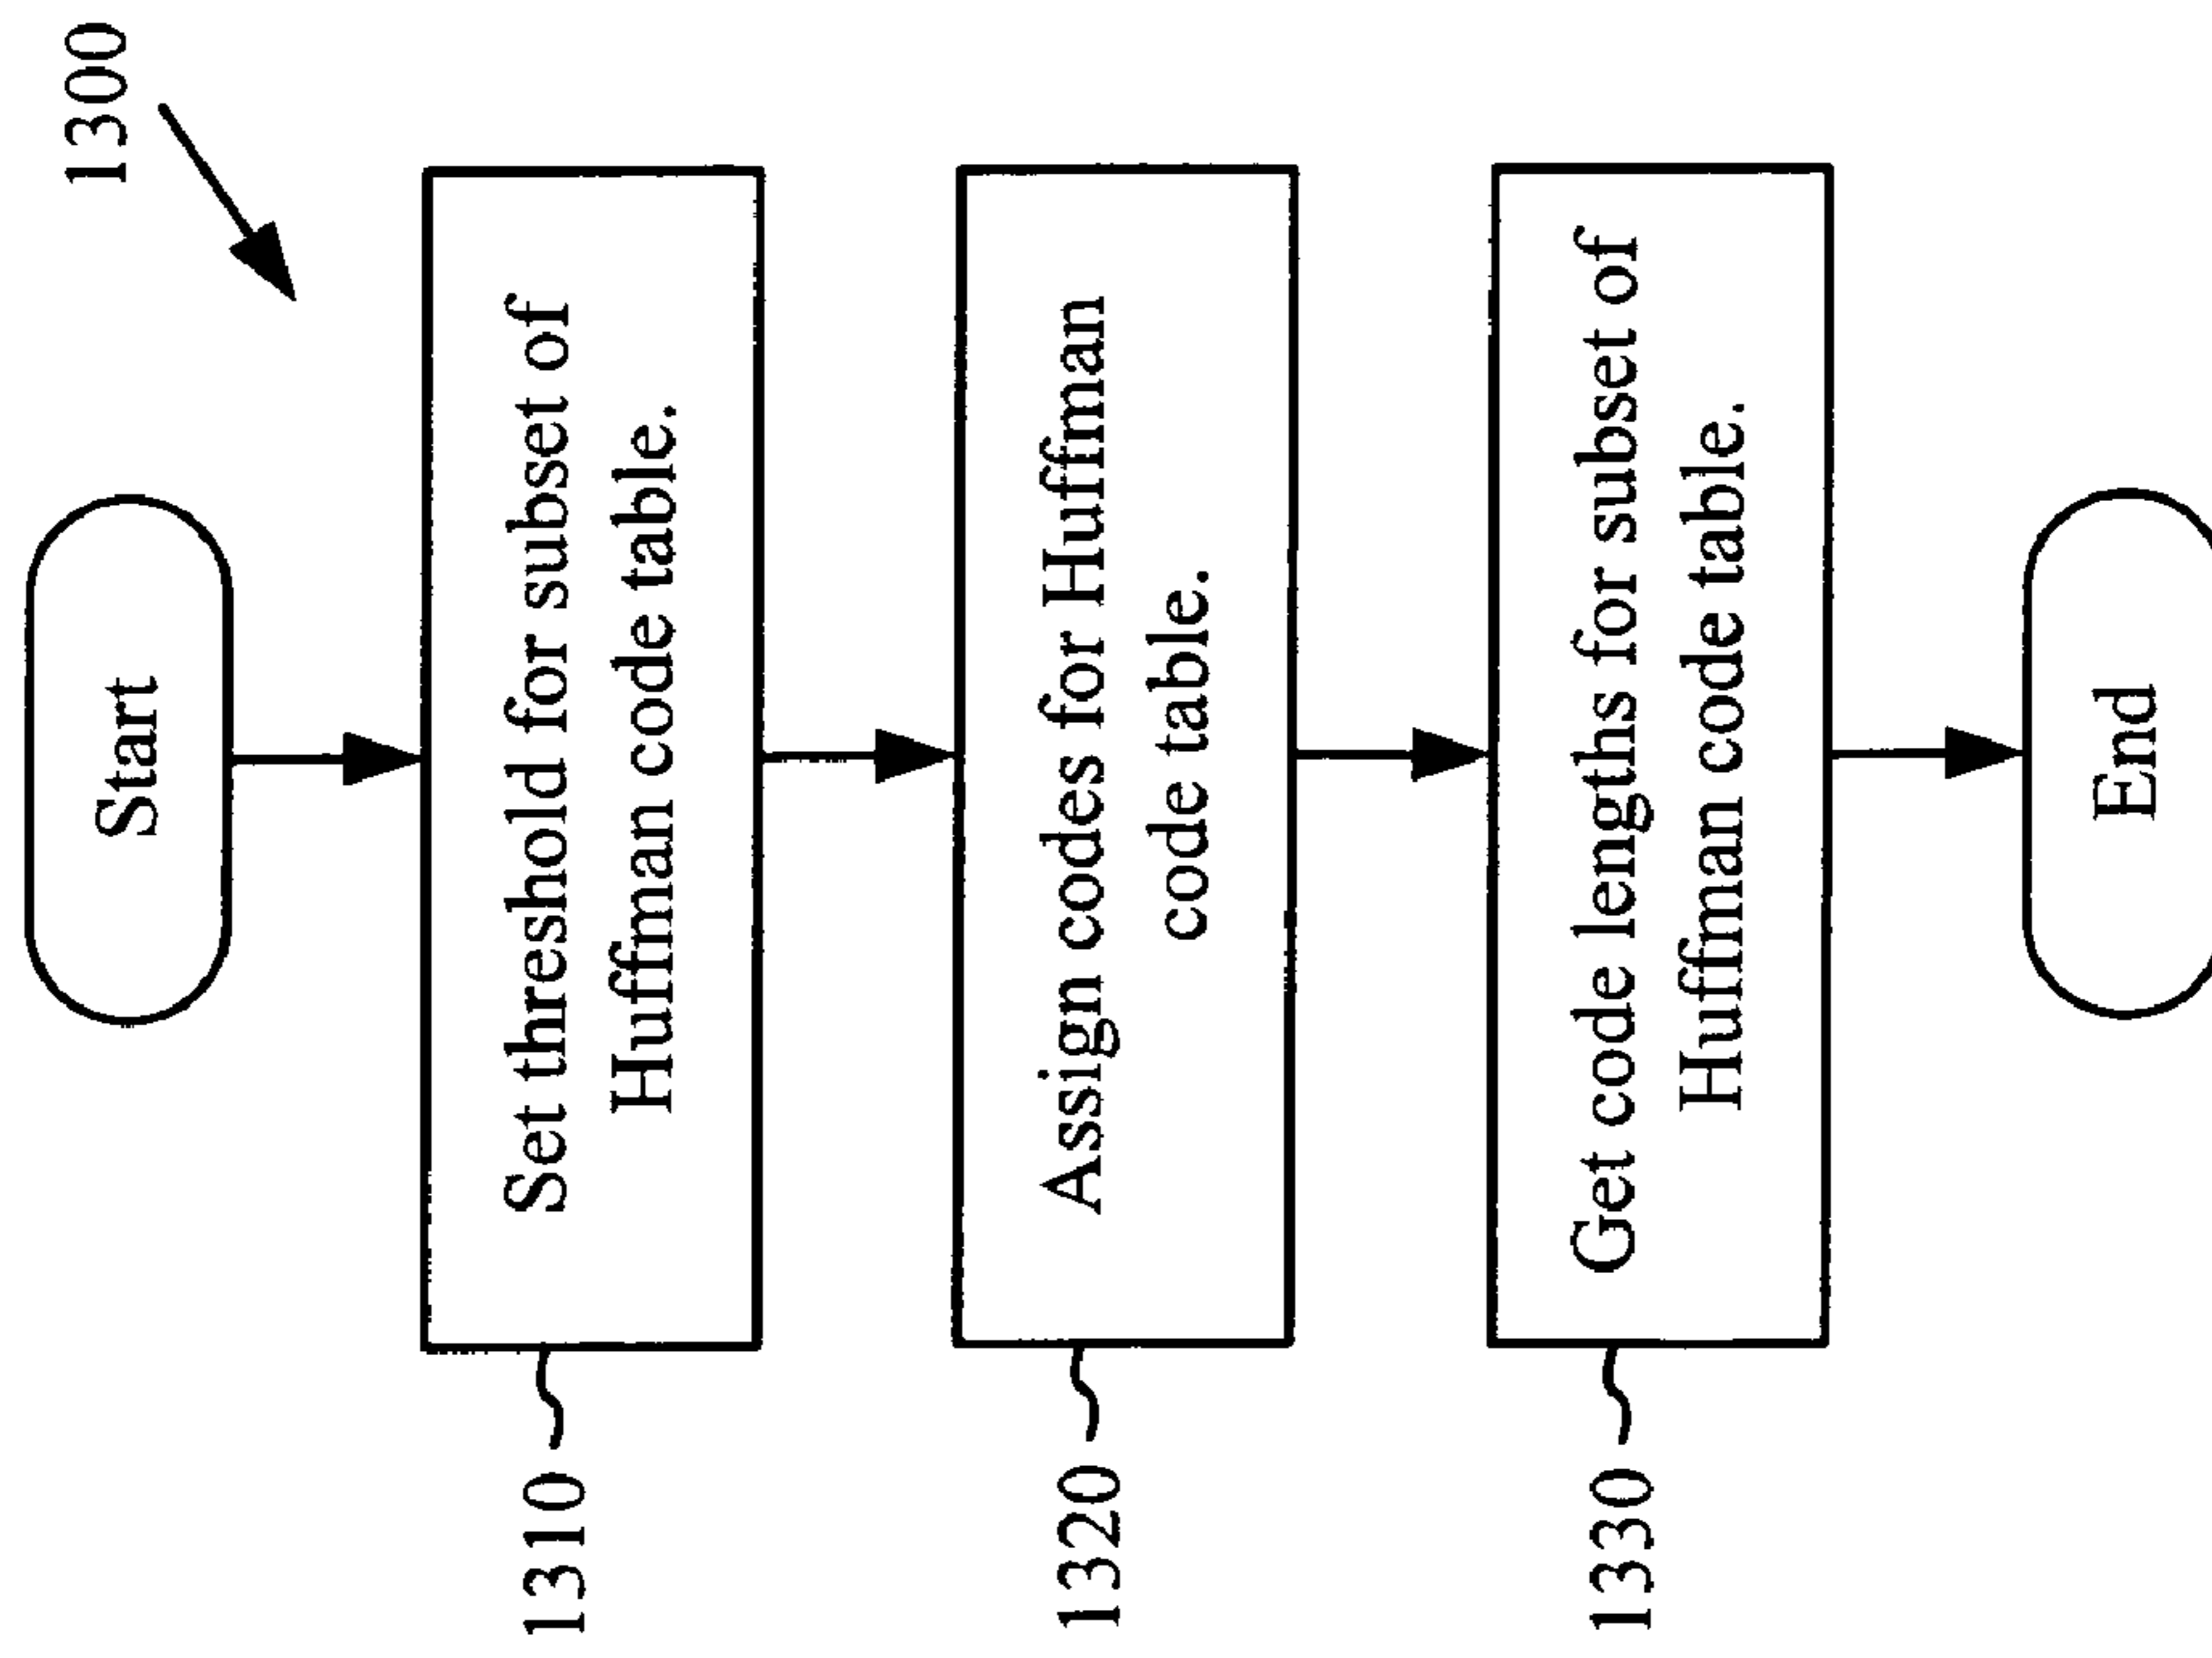 1300
Start
1310
Set threshold for subset of
Huffman code table.
1320
Assign codes for Huffman
code table.
1330
Get code lengths for subset of
Huffman code table.
End